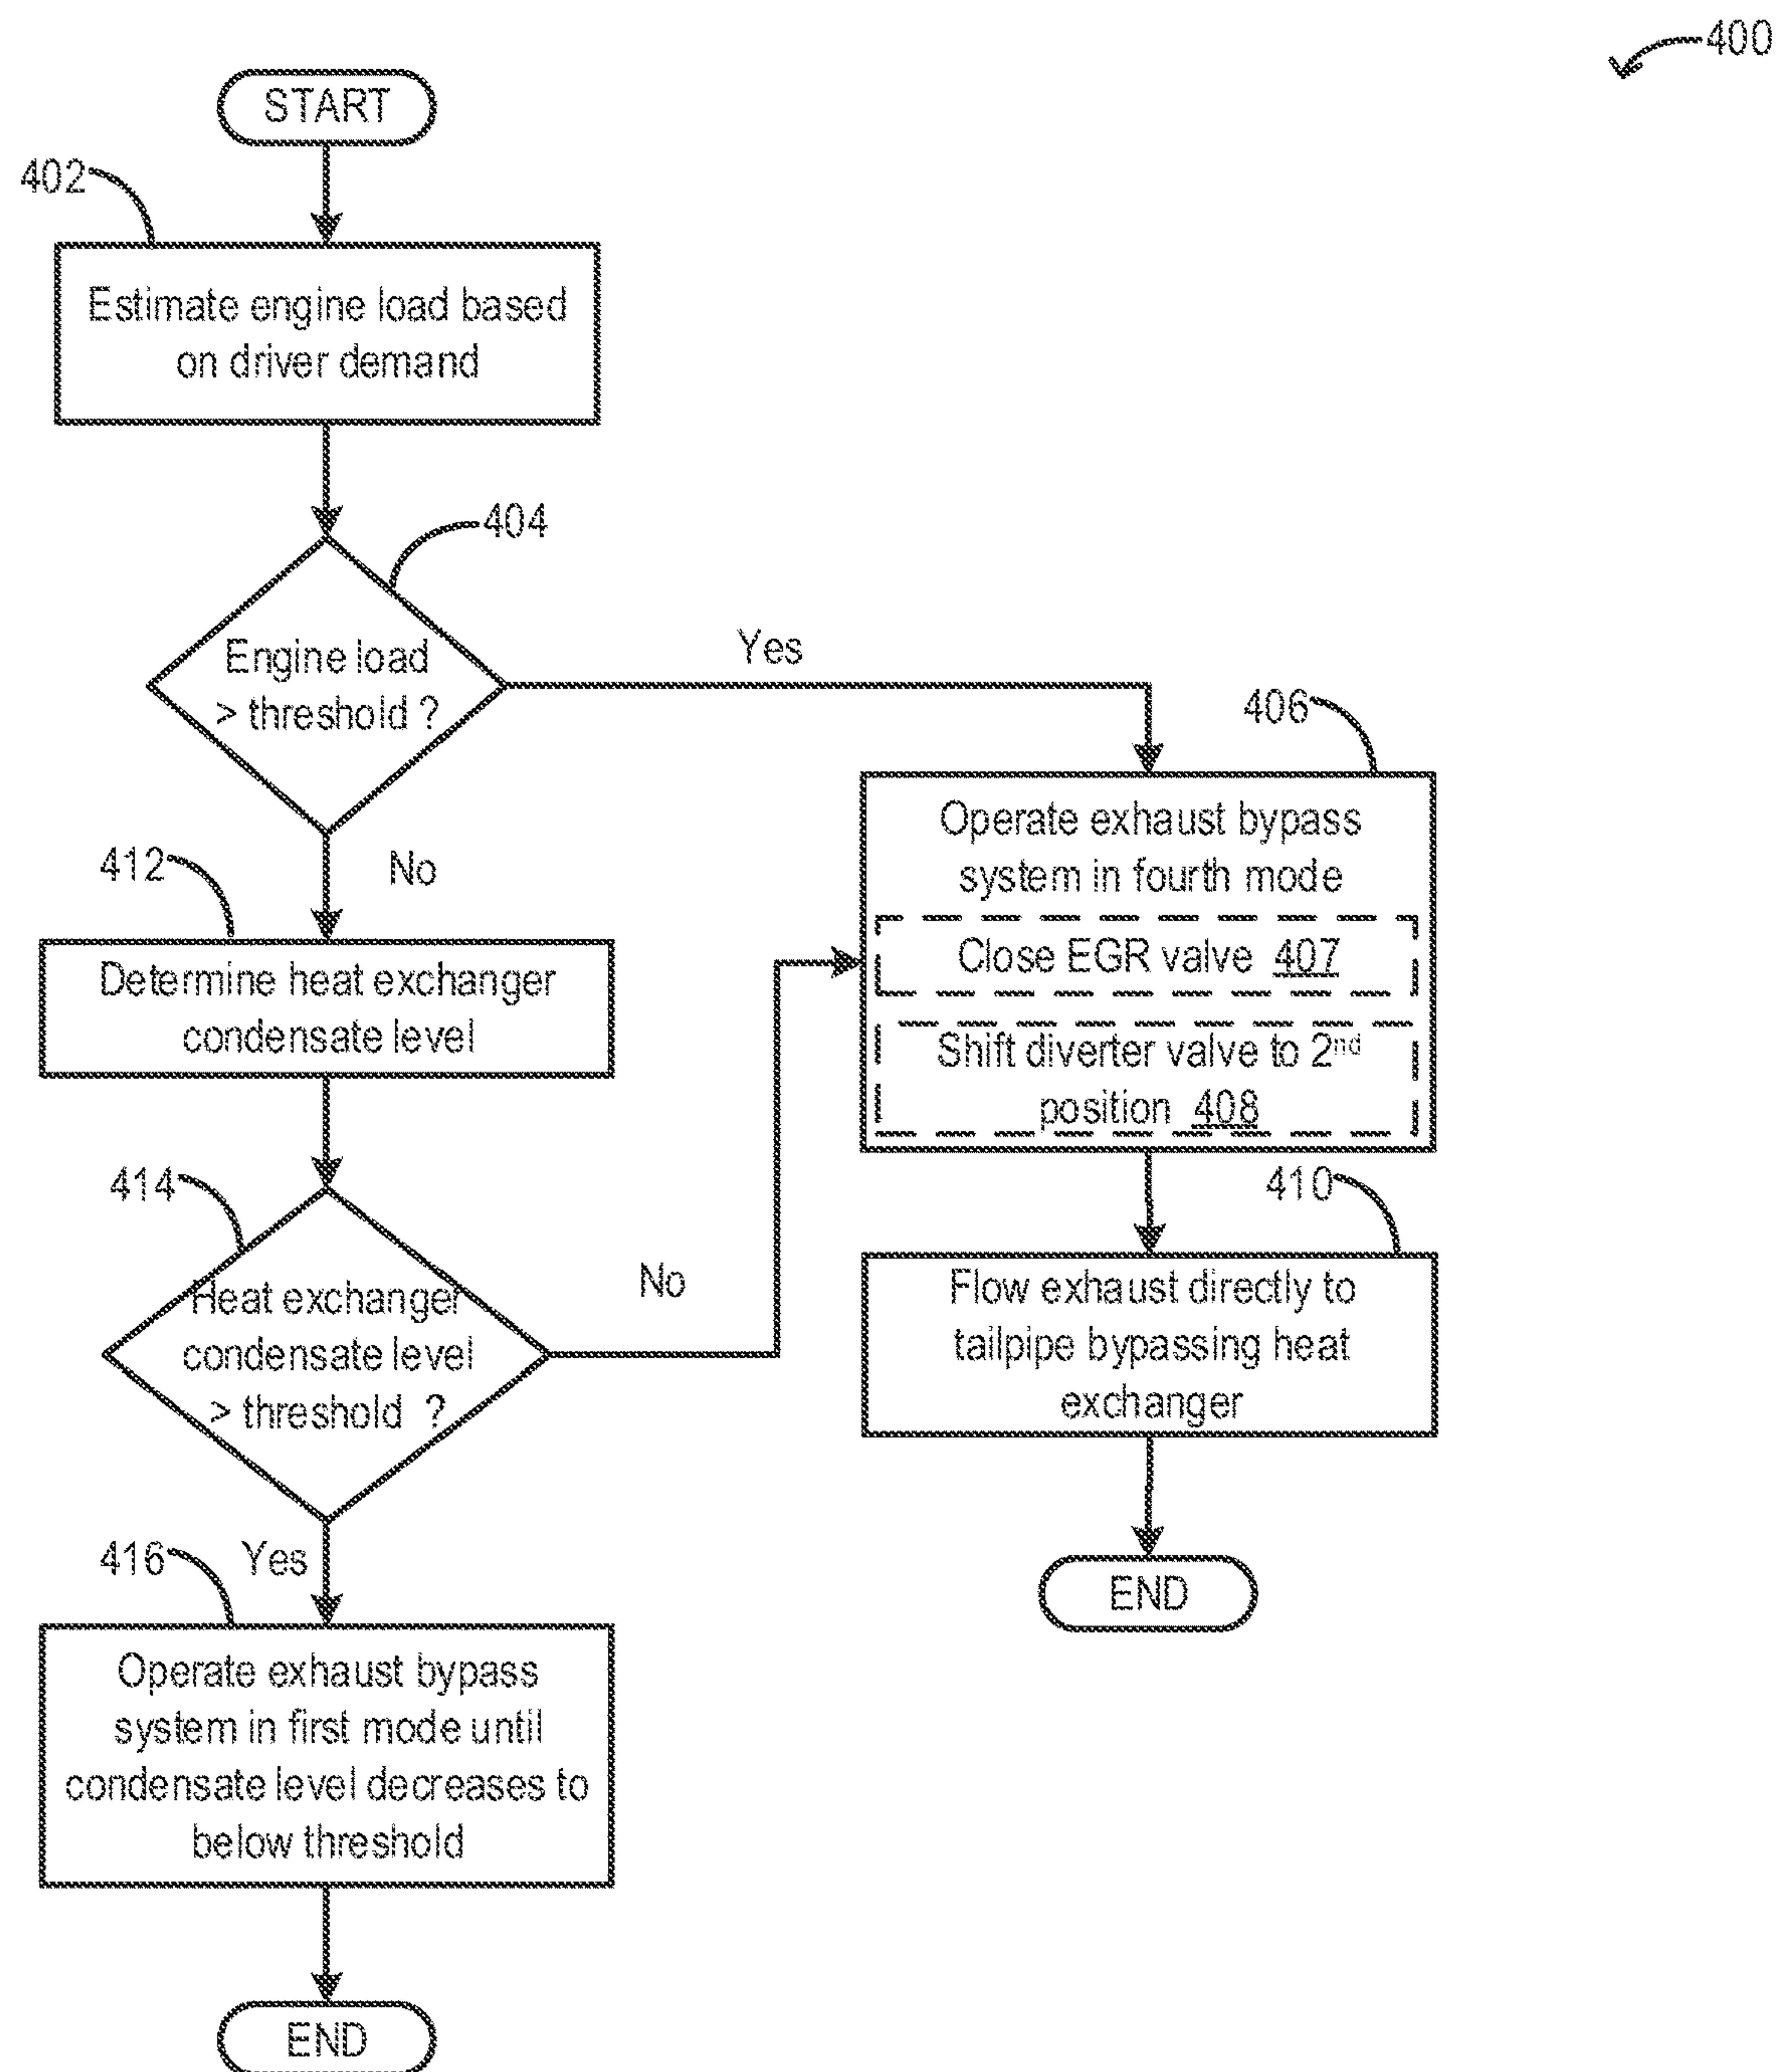 400
START
402
Estimate engine load based
on driver demand
404
Engine load
> threshold ?
Yes
No
406
Operate exhaust bypass
system in fourth mode
Close EGR valve 407
Shift diverter valve to 2nd
position 408
412
Determine heat exchanger
condensate level
414
Heat exchanger
condensate level
> threshold ?
No
Yes
410
Flow exhaust directly to
tailpipe bypassing heat
exchanger
END
416
Operate exhaust bypass
system in first mode until
condensate level decreases to
below threshold
END